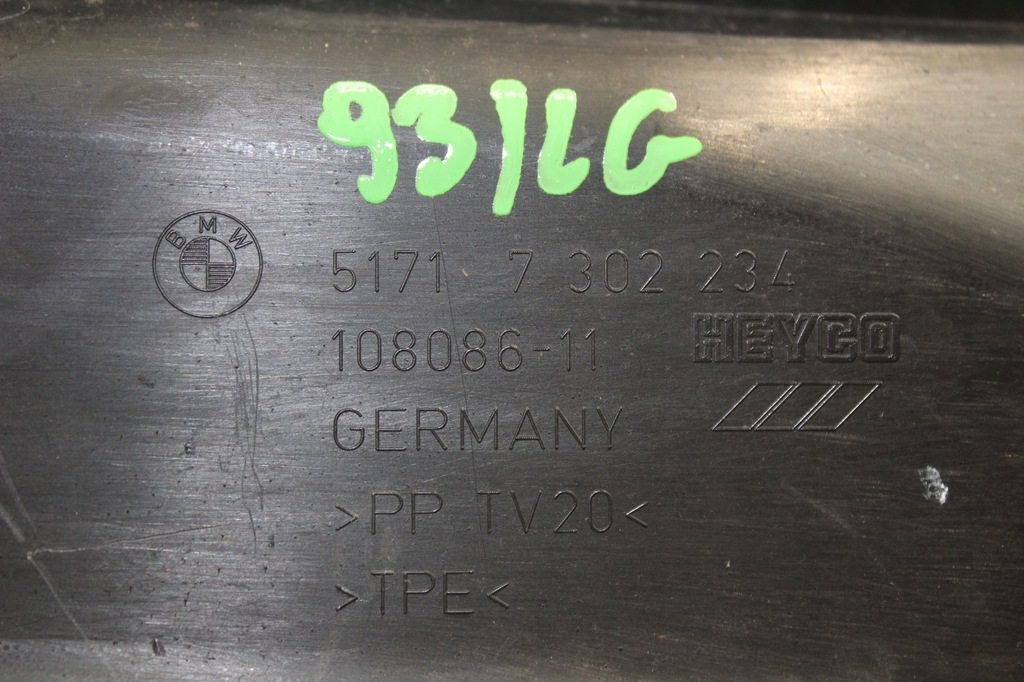 93/LG
BMW
5171 7 302 234
108086-11
HEYCO
GERMANY
>PP TV20<
>TPE<